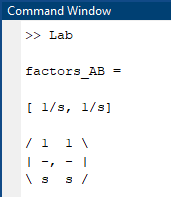 Command Window
>> Lab
factors_AB =
[ 1/s, 1/s]
/ 1  1 \
| -, - |
\ s  s /